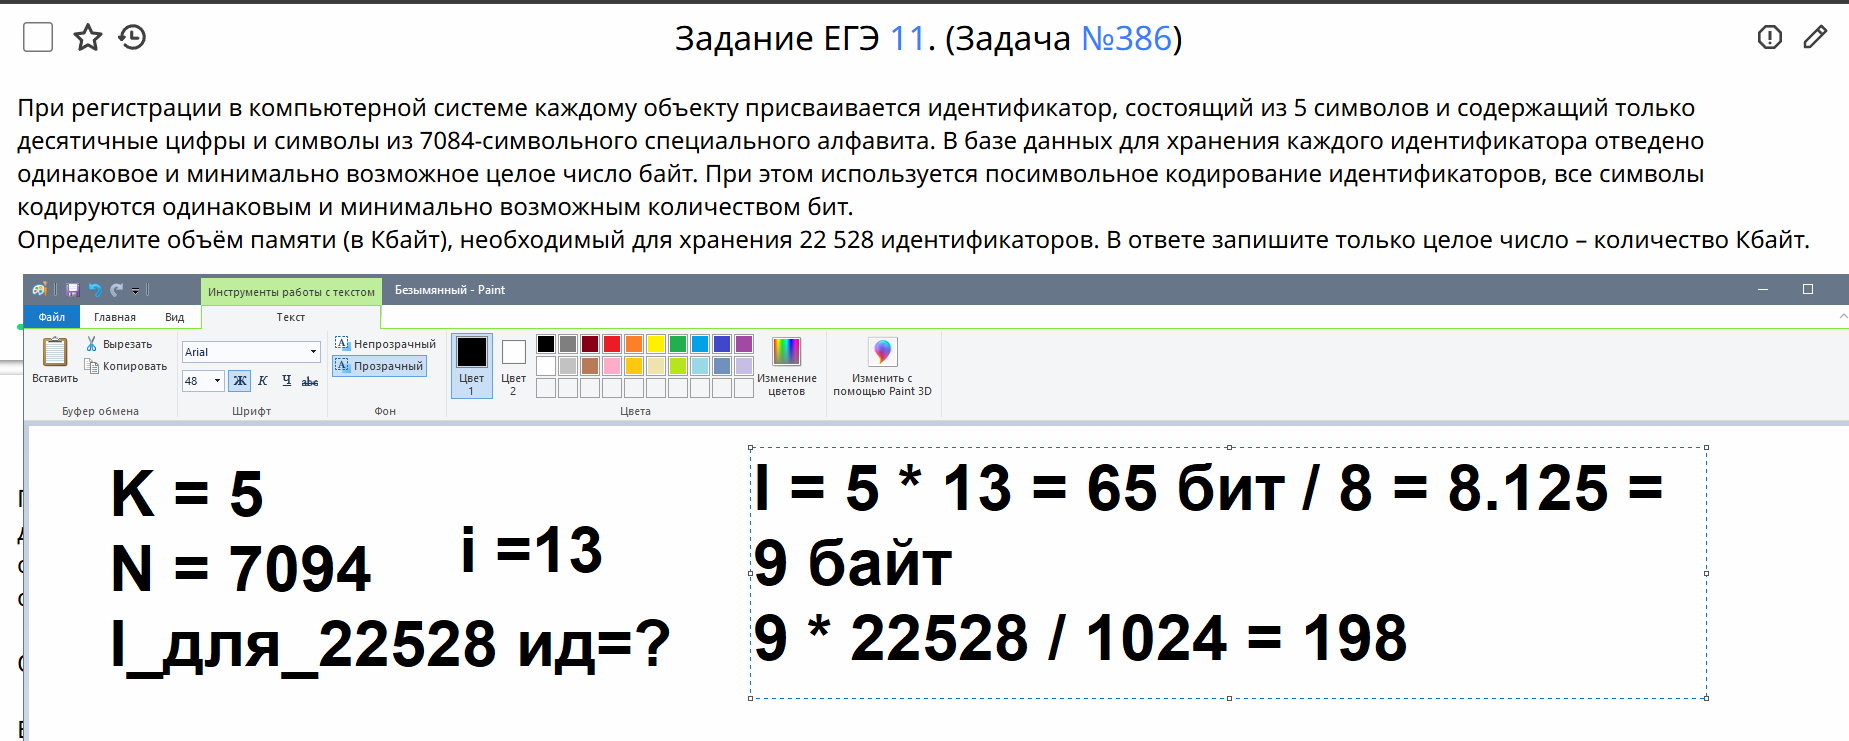 Задание ЕГЭ 11. (Задача №386)
При регистрации в компьютерной системе каждому объекту присваивается идентификатор, состоящий из 5 символов и содержащий только
десятичные цифры и символы из 7084-символьного специального алфавита. В базе данных для хранения каждого идентификатора отведено
одинаковое и минимально возможное целое число байт. При этом используется посимвольное кодирование идентификаторов, все символы
кодируются одинаковым и минимально возможным количеством бит.
Определите объём памяти (в Кбайт), необходимый для хранения 22 528 идентификаторов. В ответе запишите только целое число – количество Кбайт.
Инструменты работы с текстом
Безымянный - Paint
Файл Главная Вид Текст
Вставить
Вырезать
Копировать
Буфер обмена
Arial
48 Ж К Ч abc
Шрифт
Непрозрачный
Прозрачный
Фон
Цвет
1
Цвет
2
Изменение
цветов
Цвета
Изменить с
помощью Paint 3D
K = 5
N = 7094
i =13
I_для_22528 ид=?
I = 5 * 13 = 65 бит / 8 = 8.125 =
9 байт
9 * 22528 / 1024 = 198